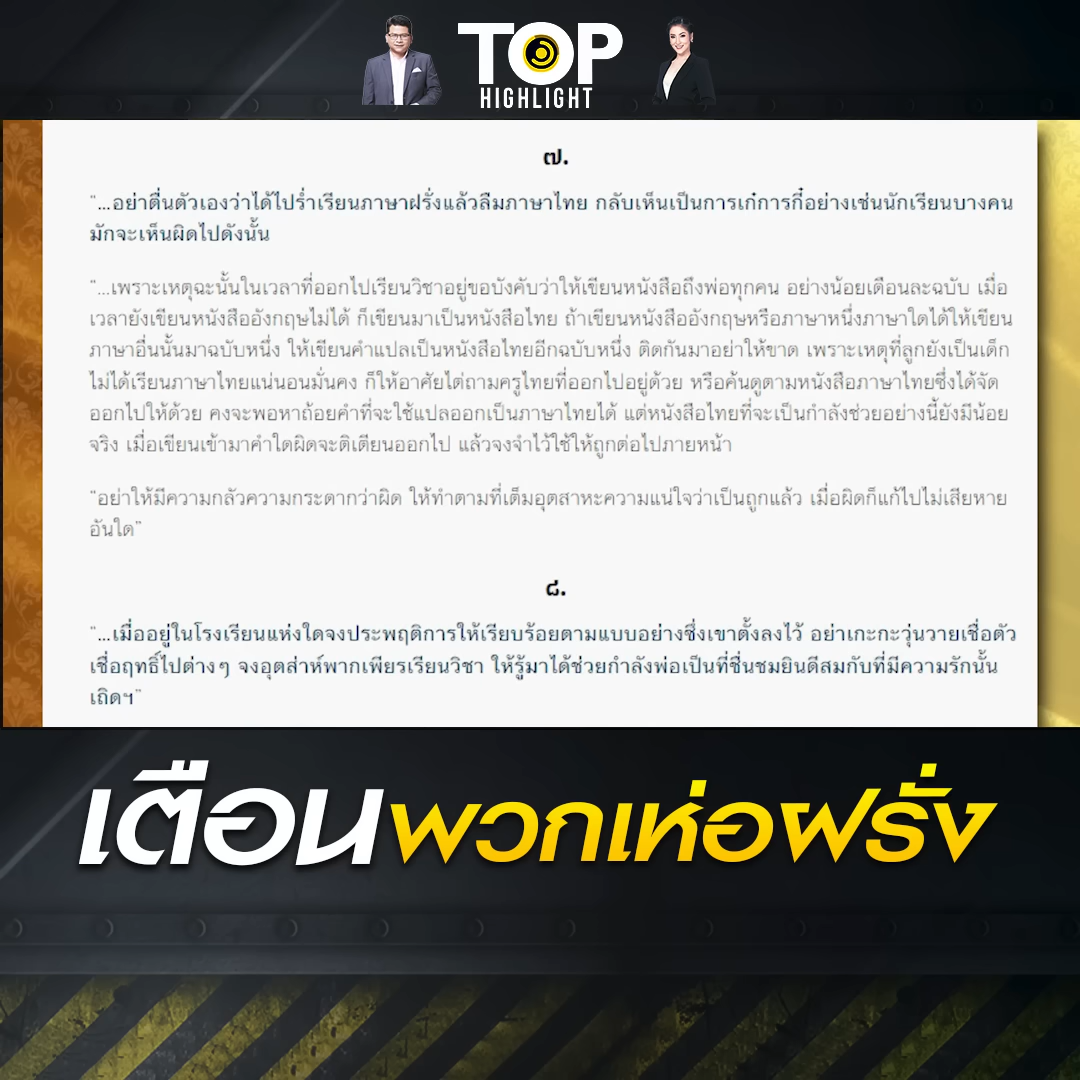 TOP
HIGHLIGHT
๗.
"...อย่าตื่นตัวเองว่าได้ไปร่ำเรียนภาษาฝรั่งแล้วลืมภาษาไทย กลับเห็นเป็นการเก๋การกี๋อย่างเช่นนักเรียนบางคน
มักจะเห็นผิดไปดังนั้น
"...เพราะเหตุฉะนั้นในเวลาที่ออกไปเรียนวิชาอยู่ขอบังคับว่าให้เขียนหนังสือถึงพ่อทุกคน อย่างน้อยเดือนละฉบับ เมื่อ
เวลายังเขียนหนังสืออังกฤษไม่ได้ ก็เขียนมาเป็นหนังสือไทย ถ้าเขียนหนังสืออังกฤษหรือภาษาหนึ่งภาษาใดได้ให้เขียน
ภาษาอื่นนั้นมาฉบับหนึ่ง ให้เขียนคำแปลเป็นหนังสือไทยอีกฉบับหนึ่ง ติดกันมาอย่าให้ขาด เพราะเหตุที่ลูกยังเป็นเด็ก
ไม่ได้เรียนภาษาไทยแน่นอนมั่นคง ก็ให้อาศัยไต่ถามครูไทยที่ออกไปอยู่ด้วย หรือค้นดูตามหนังสือภาษาไทยซึ่งได้จัด
ออกไปให้ด้วย คงจะพอหาถ้อยคำที่จะใช้แปลออกเป็นภาษาไทยได้ แต่หนังสือไทยที่จะเป็นกำลังช่วยอย่างนี้ยังมีน้อย
จริง เมื่อเขียนเข้ามาคำใดผิดจะติเตียนออกไป แล้วจงจำไว้ใช้ให้ถูกต่อไปภายหน้า
"อย่าให้มีความกลัวความกระดากว่าผิด ให้ทำตามที่เต็มอุตสาหะความแน่ใจว่าเป็นถูกแล้ว เมื่อผิดก็แก้ไปไม่เสียหาย
อันใด"
๘.
"...เมื่ออยู่ในโรงเรียนแห่งใดจงประพฤติการให้เรียบร้อยตามแบบอย่างซึ่งเขาตั้งลงไว้ อย่าเกะกะวุ่นวายเชื่อตัว
เชื่อฤทธิ์ไปต่างๆ จงอุตส่าห์พากเพียรเรียนวิชา ให้รู้มาได้ช่วยกำลังพ่อเป็นที่ชื่นชมยินดีสมกับที่มีความรักนั้น
เถิดฯ"
เตือนพวกเห่อฝรั่ง